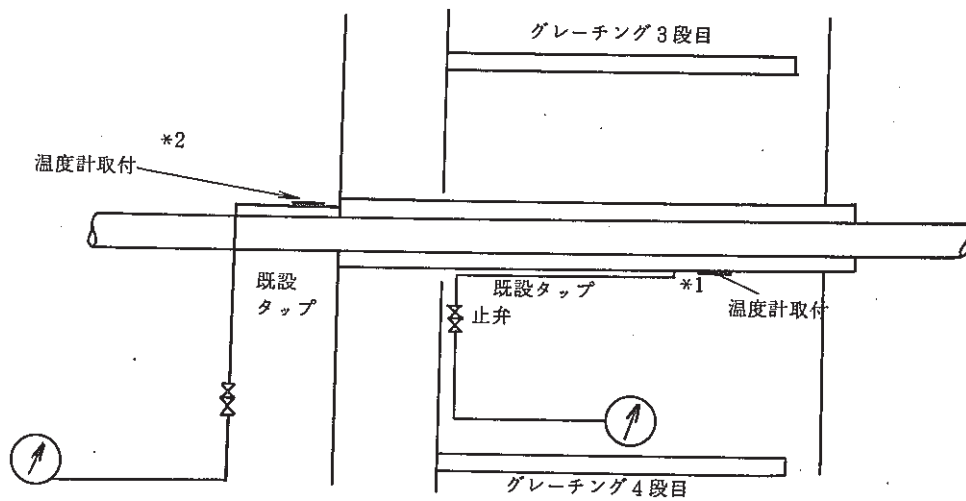 グレーチング3段目
*2
温度計取付
既設
タップ
既設タップ
*1
止弁
温度計取付
グレーチング4段目